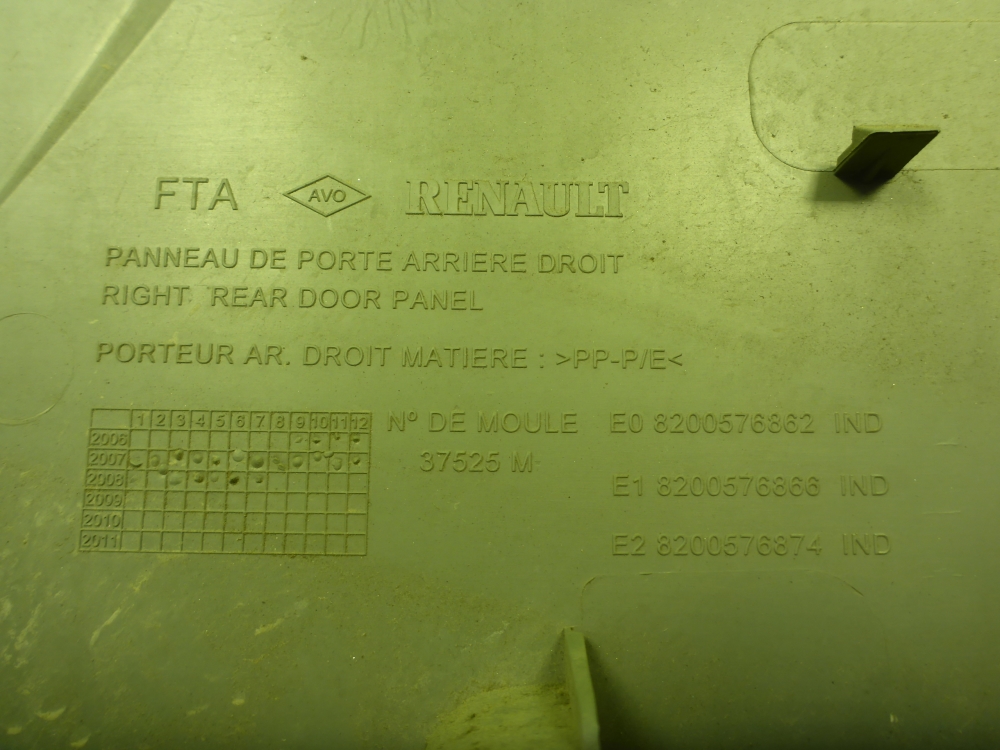 FTA AVO RENAULT
PANNEAU DE PORTE ARRIERE DROIT
RIGHT REAR DOOR PANEL
PORTEUR AR. DROIT MATIERE : >PP-P/E<
1 2 3 4 5 6 7 8 9 10 11 12
2006
2007
2008
2009
2010
2011
Nº DE MOULE
37525 M
E0 8200576862 IND
E1 8200576866 IND
E2 8200576874 IND